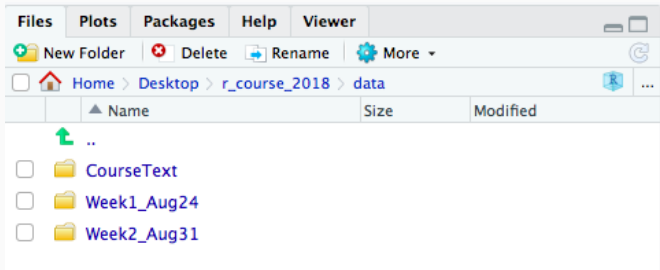 Files Plots Packages Help Viewer
New Folder Delete Rename More
Home Desktop r_course_2018 data R ...
Name Size Modified
..
CourseText
Week1_Aug24
Week2_Aug31